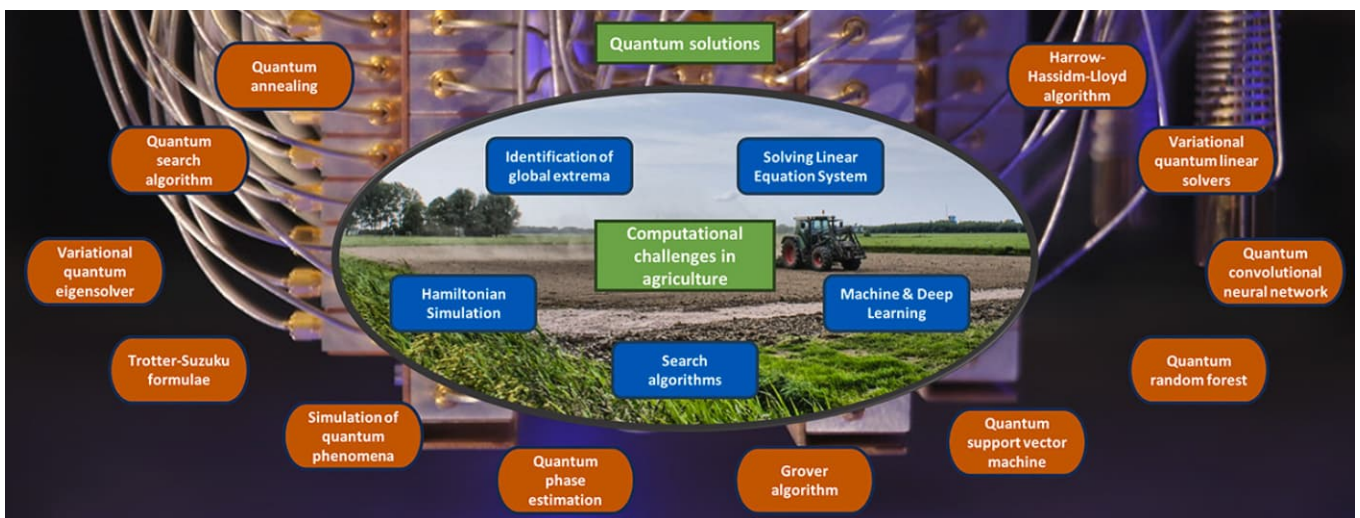 Quantum solutions
Quantum
annealing
Harrow-
Hassidm-Lloyd
algorithm
Quantum
search
algorithm
Identification of
global extrema
Solving Linear
Equation System
Variational
quantum linear
solvers
Variational
quantum
eigensolver
Computational
challenges in
agriculture
Quantum
convolutional
neural network
Hamiltonian
Simulation
Machine & Deep
Learning
Trotter-Suzuku
formulae
Search
algorithms
Quantum
random forest
Simulation of
quantum
phenomena
Quantum
support vector
machine
Quantum
phase
estimation
Grover
algorithm